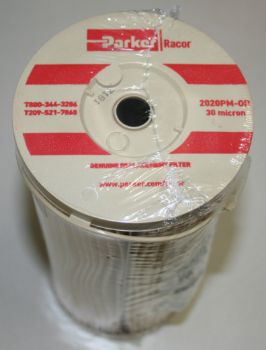 Parker Racor
T800-344-3286
T209-521-7860
2020PM-OR
30 micron
1812
GENUINE REPLACEMENT FILTER
www.parker.com/racor